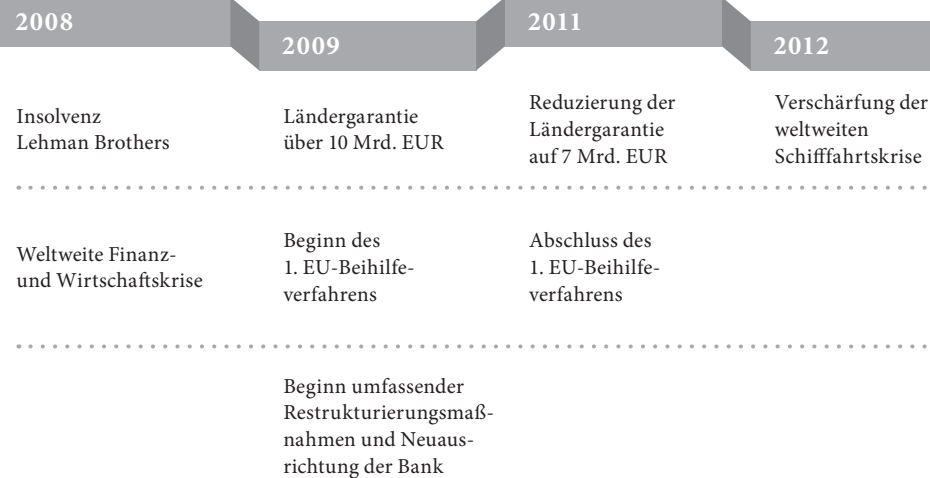 2008
Insolvenz
Lehman Brothers
Weltweite Finanz-
und Wirtschaftskrise
2009
Ländergarantie
über 10 Mrd. EUR
Beginn des
1. EU-Beihilfe-
verfahrens
Beginn umfassender
Restrukturierungsmaß-
nahmen und Neuaus-
richtung der Bank
2011
Reduzierung der
Ländergarantie
auf 7 Mrd. EUR
Abschluss des
1. EU-Beihilfe-
verfahrens
2012
Verschärfung der
weltweiten
Schifffahrtskrise